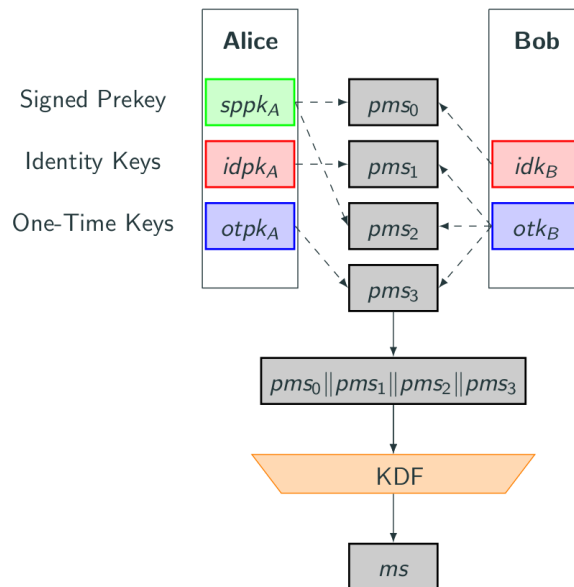 Alice Bob
Signed Prekey sppk_A pms_0
Identity Keys idpk_A pms_1 idk_B
One-Time Keys otpk_A pms_2 otk_B
pms_3
pms_0||pms_1||pms_2||pms_3
KDF
ms